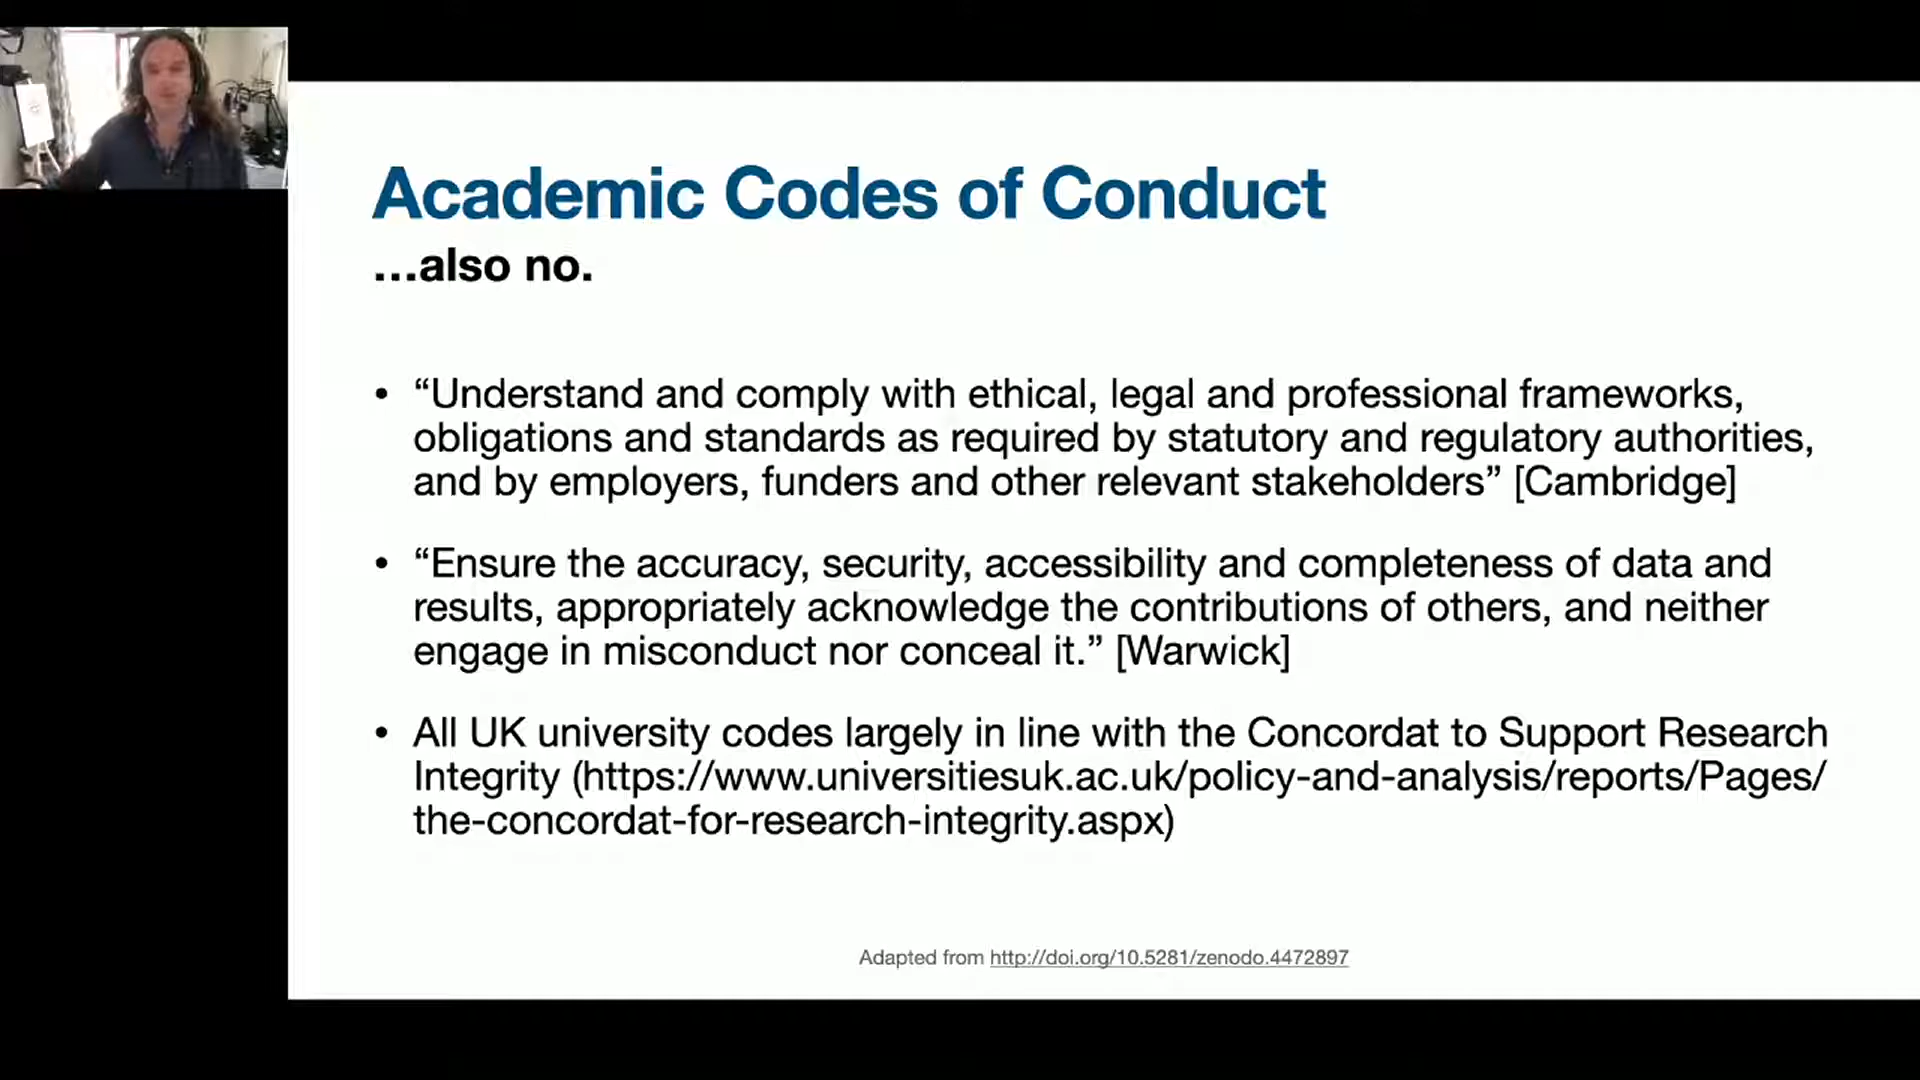 Academic Codes of Conduct
…also no.
• “Understand and comply with ethical, legal and professional frameworks,
obligations and standards as required by statutory and regulatory authorities,
and by employers, funders and other relevant stakeholders” [Cambridge]
• “Ensure the accuracy, security, accessibility and completeness of data and
results, appropriately acknowledge the contributions of others, and neither
engage in misconduct nor conceal it.” [Warwick]
• All UK university codes largely in line with the Concordat to Support Research
Integrity (https://www.universitiesuk.ac.uk/policy-and-analysis/reports/Pages/
the-concordat-for-research-integrity.aspx)
Adapted from http://doi.org/10.5281/zenodo.4472897